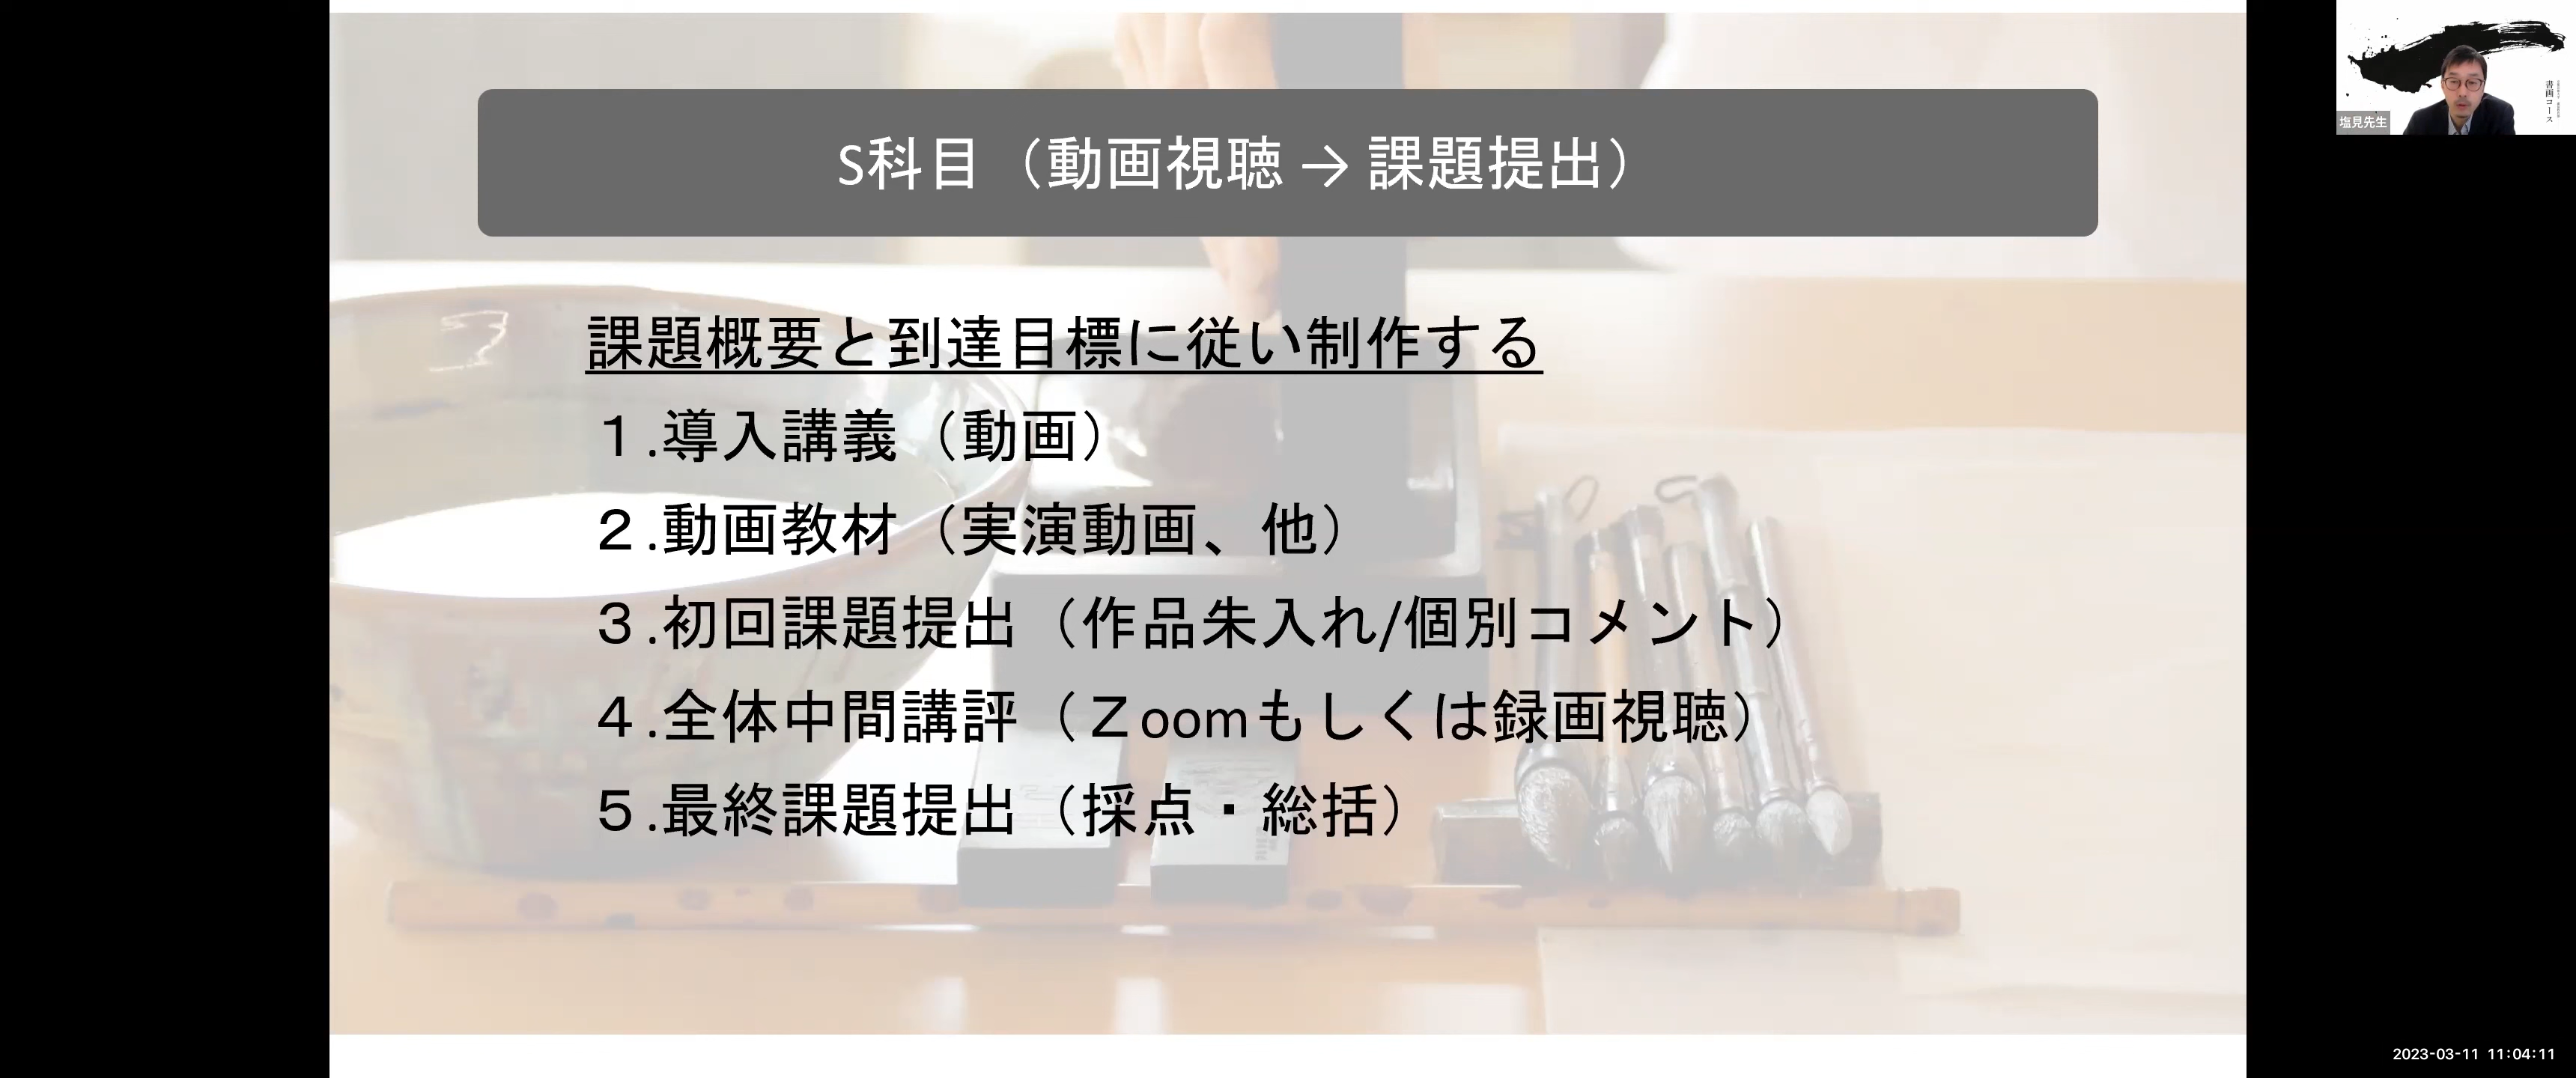 S科目（動画視聴 → 課題提出）
課題概要と到達目標に従い制作する
１.導入講義（動画）
２.動画教材（実演動画、他）
３.初回課題提出（作品朱入れ/個別コメント）
４.全体中間講評（Ｚoomもしくは録画視聴）
５.最終課題提出（採点・総括）
書画コース
塩見先生
2023-03-11 11:04:11